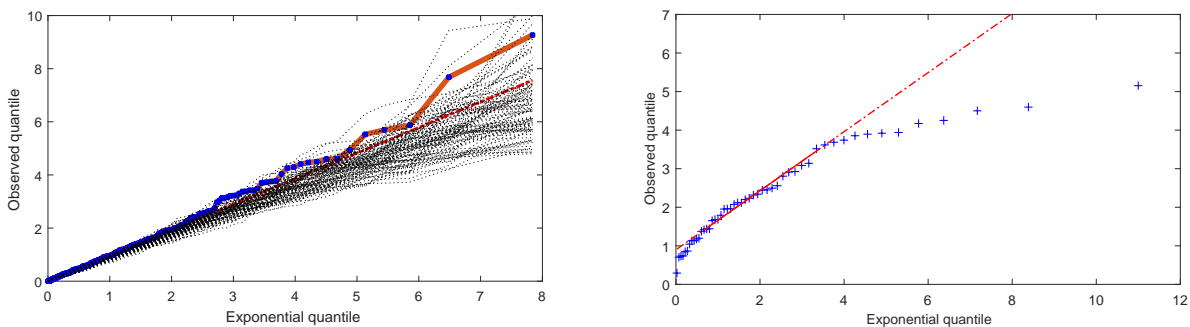 10
8
6
4
2
0
0 1 2 3 4 5 6 7 8
Observed quantile
Exponential quantile
7
6
5
4
3
2
1
0
0 2 4 6 8 10 12
Observed quantile
Exponential quantile